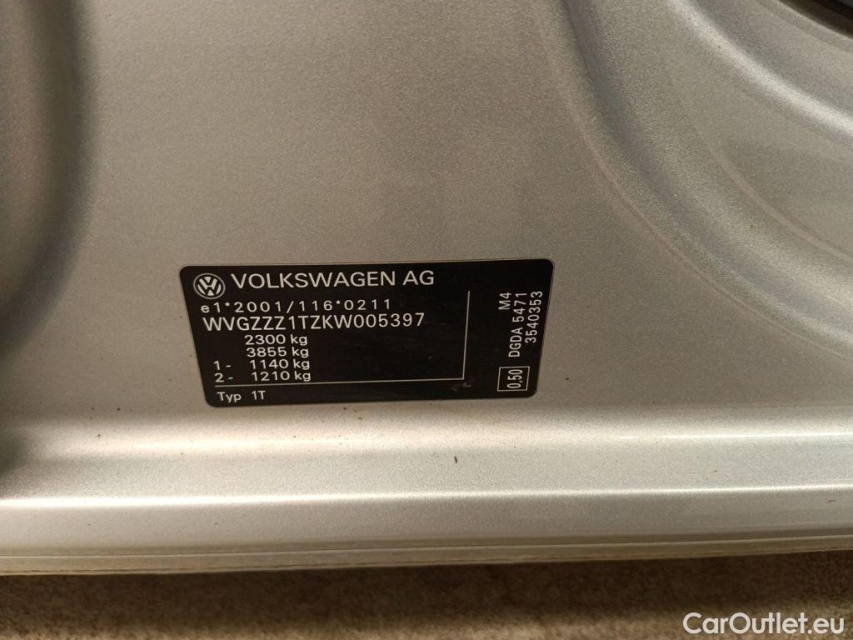 VOLKSWAGEN AG
e1*2001/116*0211
WVGZZZ1TZKW005397
2300 kg
3855 kg
1- 1140 kg
2- 1210 kg
Typ 1T
M4
DGDA 5471
3540353
0.50
CarOutlet.eu